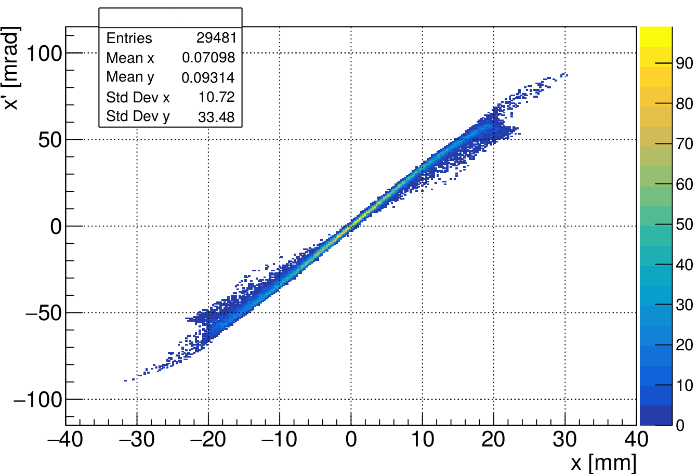 Entries 29481
Mean x 0.07098
Mean y 0.09314
Std Dev x 10.72
Std Dev y 33.48
x' [mrad]
100
50
0
−50
−100
−40 −30 −20 −10 0 10 20 30 40
x [mm]
90
80
70
60
50
40
30
20
10
0